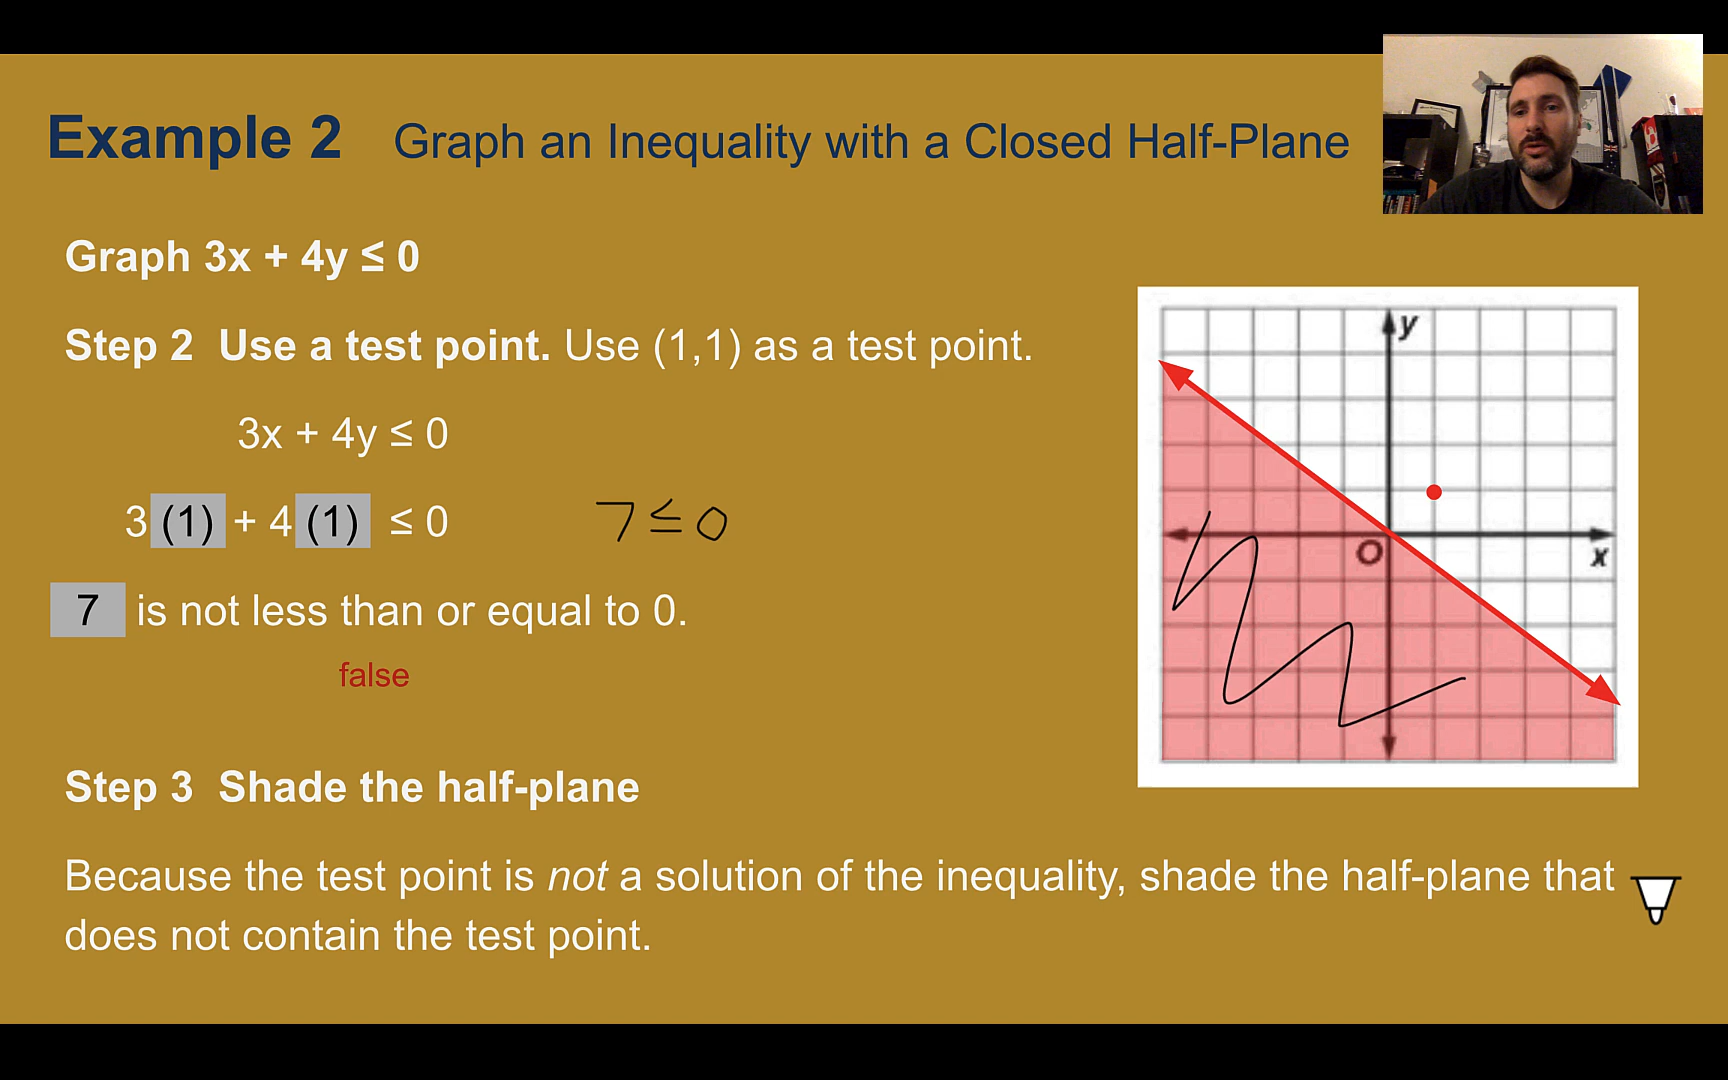 Example 2 Graph an Inequality with a Closed Half-Plane
Graph 3x + 4y ≤ 0
Step 2 Use a test point. Use (1,1) as a test point.
3x + 4y ≤ 0
3 (1) + 4 (1) ≤ 0
7 ≤ 0
7 is not less than or equal to 0.
false
y
O
x
Step 3 Shade the half-plane
Because the test point is not a solution of the inequality, shade the half-plane that
does not contain the test point.